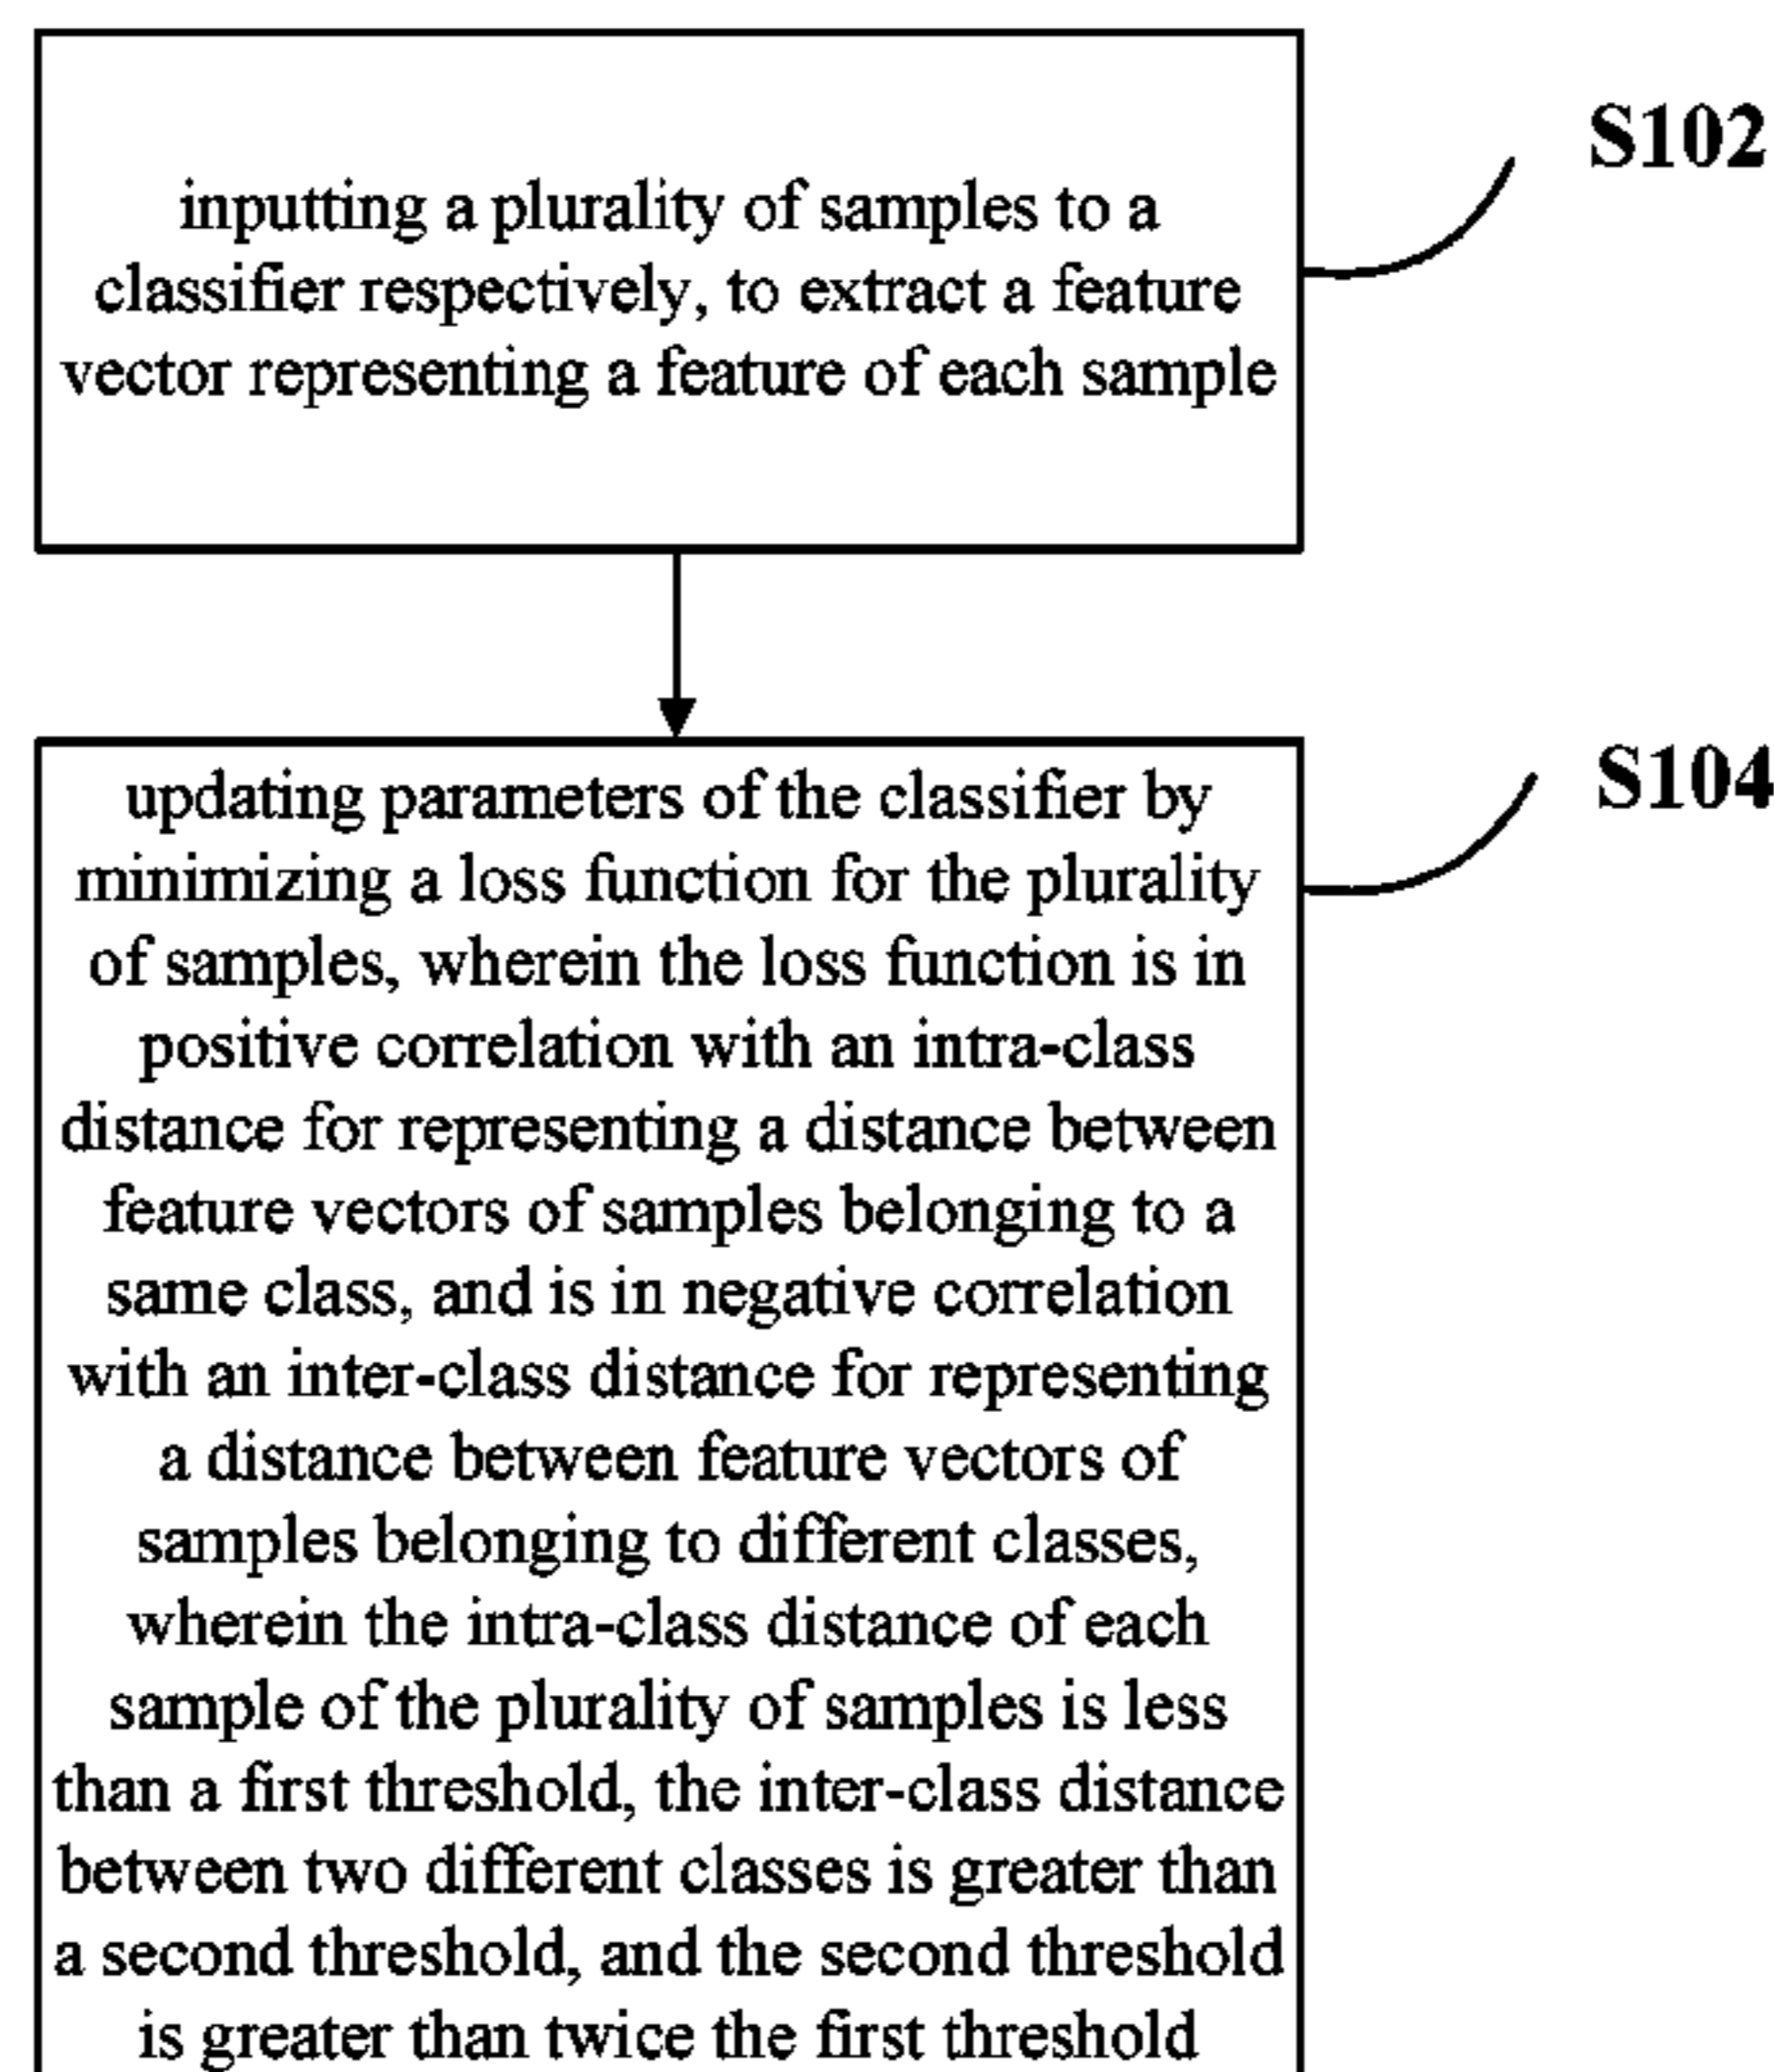 S102
inputting a plurality of samples to a
classifier respectively, to extract a feature
vector representing a feature of each sample
S104
updating parameters of the classifier by
minimizing a loss function for the plurality
of samples, wherein the loss function is in
positive correlation with an intra-class
distance for representing a distance between
feature vectors of samples belonging to a
same class, and is in negative correlation
with an inter-class distance for representing
a distance between feature vectors of
samples belonging to different classes,
wherein the intra-class distance of each
sample of the plurality of samples is less
than a first threshold, the inter-class distance
between two different classes is greater than
a second threshold, and the second threshold
is greater than twice the first threshold